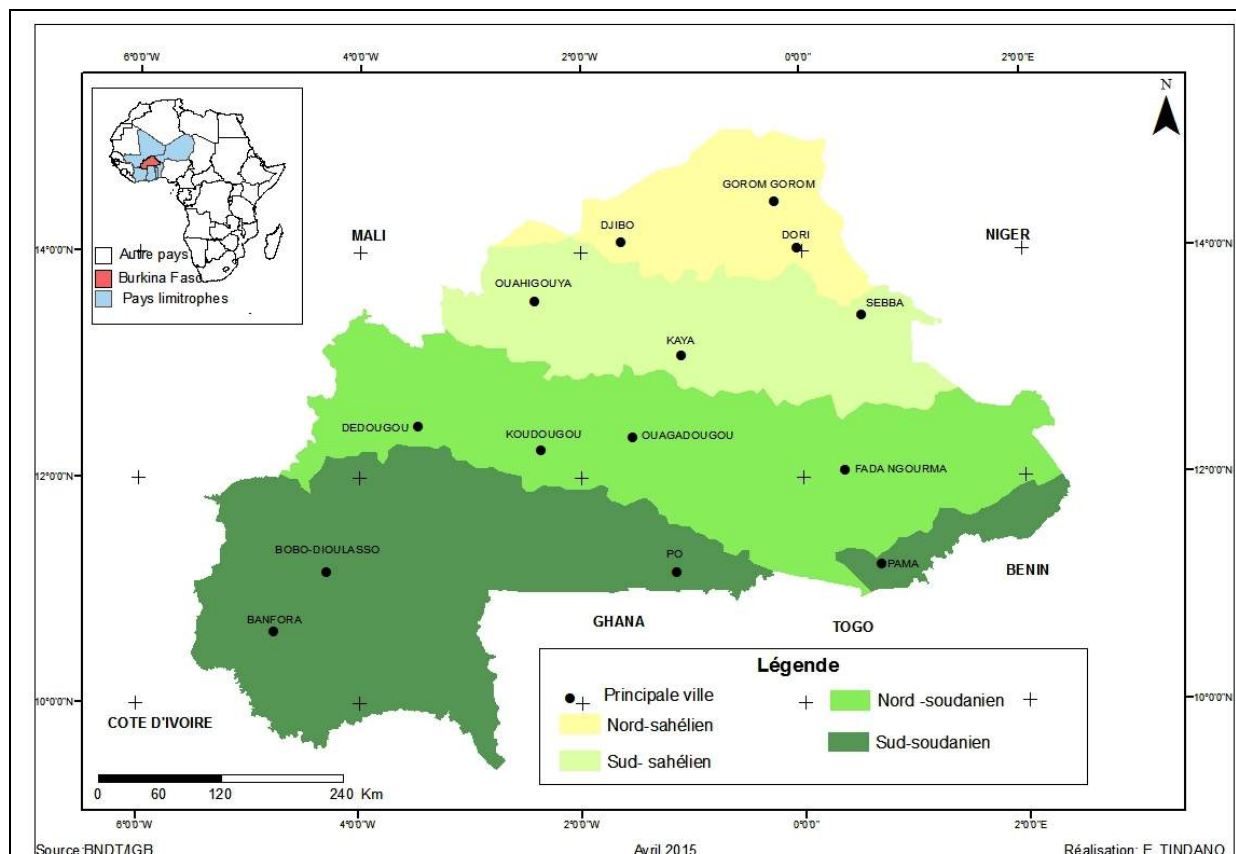 6°0'0"W 4°0'0"W 2°0'0"W 0°0'0" 2°0'0"E
N
Autre pays
Burkina Faso
Pays limitrophes
14°0'0"N 14°0'0"N
MALI
NIGER
GOROM GOROM
DJIBO
DORI
OUAHIGOUYA
SEBBA
KAYA
DEDOUGOU
KOUDOUGOU
OUAGADOUGOU
FADA NGOURMA
12°0'0"N 12°0'0"N
BOBO-DIOULASSO
PO
PAMA
BENIN
BANFORA
GHANA
TOGO
10°0'0"N 10°0'0"N
COTE D'IVOIRE
Légende
Principale ville
Nord-sahélien
Sud- sahélien
Nord -soudanien
Sud-soudanien
0 60 120 240 Km
6°0'0"W 4°0'0"W 2°0'0"W 0°0'0" 2°0'0"E
Source:BNDT/IGB Avril 2015 Réalisation: E. TINDANO